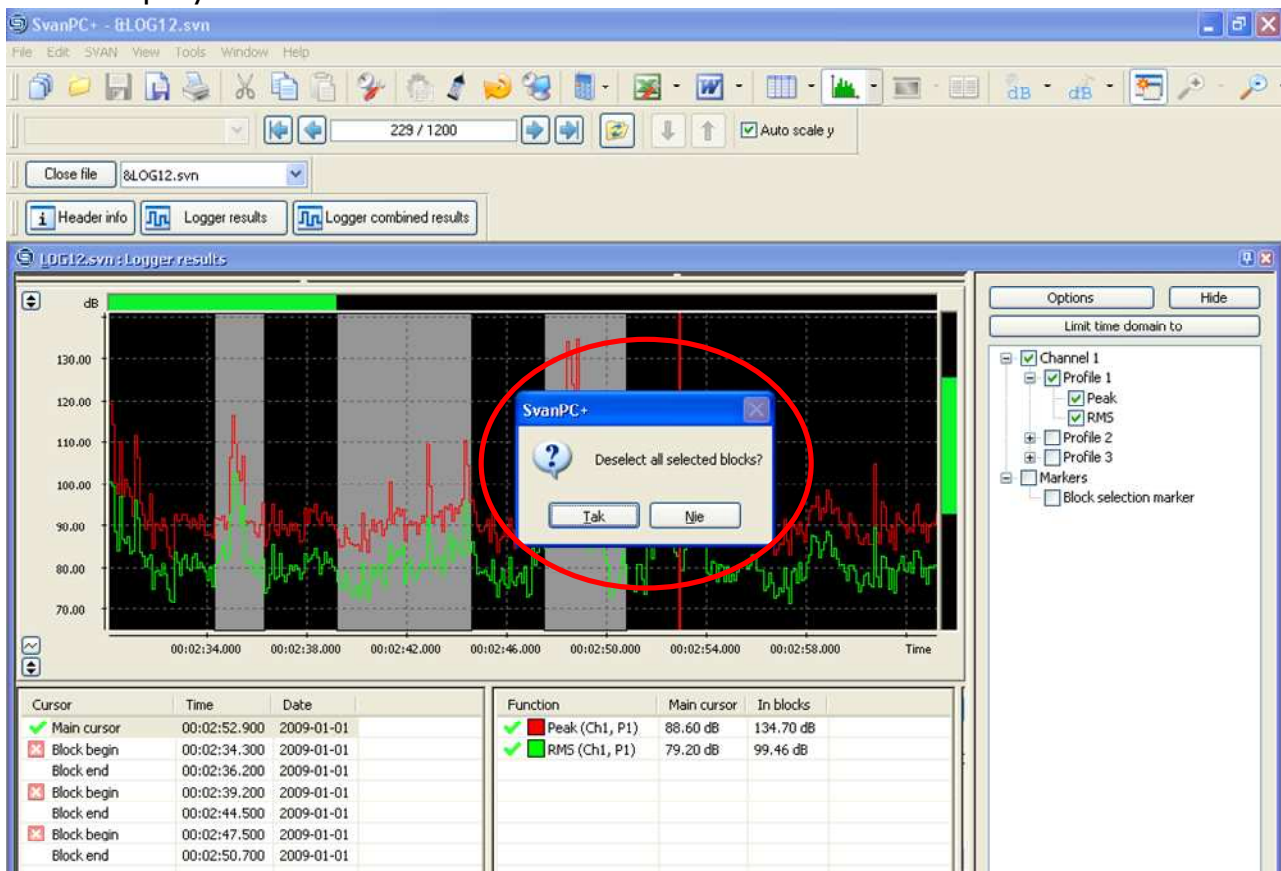 SvanPC+ - &LOG12.svn
File Edit SVAN View Tools Window Help
dB dB
229 / 1200 Auto scale y
Close file &LOG12.svn
Header info Logger results Logger combined results
LOG12.svn : Logger results
dB
130.00
120.00
110.00
100.00
90.00
80.00
70.00
00:02:34.000 00:02:38.000 00:02:42.000 00:02:46.000 00:02:50.000 00:02:54.000 00:02:58.000 Time
SvanPC+
Deselect all selected blocks?
Tak Nie
Options Hide
Limit time domain to
Channel 1
Profile 1
Peak
RMS
Profile 2
Profile 3
Markers
Block selection marker
Cursor Time Date
Main cursor 00:02:52.900 2009-01-01
Block begin 00:02:34.300 2009-01-01
Block end 00:02:36.200 2009-01-01
Block begin 00:02:39.200 2009-01-01
Block end 00:02:44.500 2009-01-01
Block begin 00:02:47.500 2009-01-01
Block end 00:02:50.700 2009-01-01
Function Main cursor In blocks
Peak (Ch1, P1) 88.60 dB 134.70 dB
RMS (Ch1, P1) 79.20 dB 99.46 dB